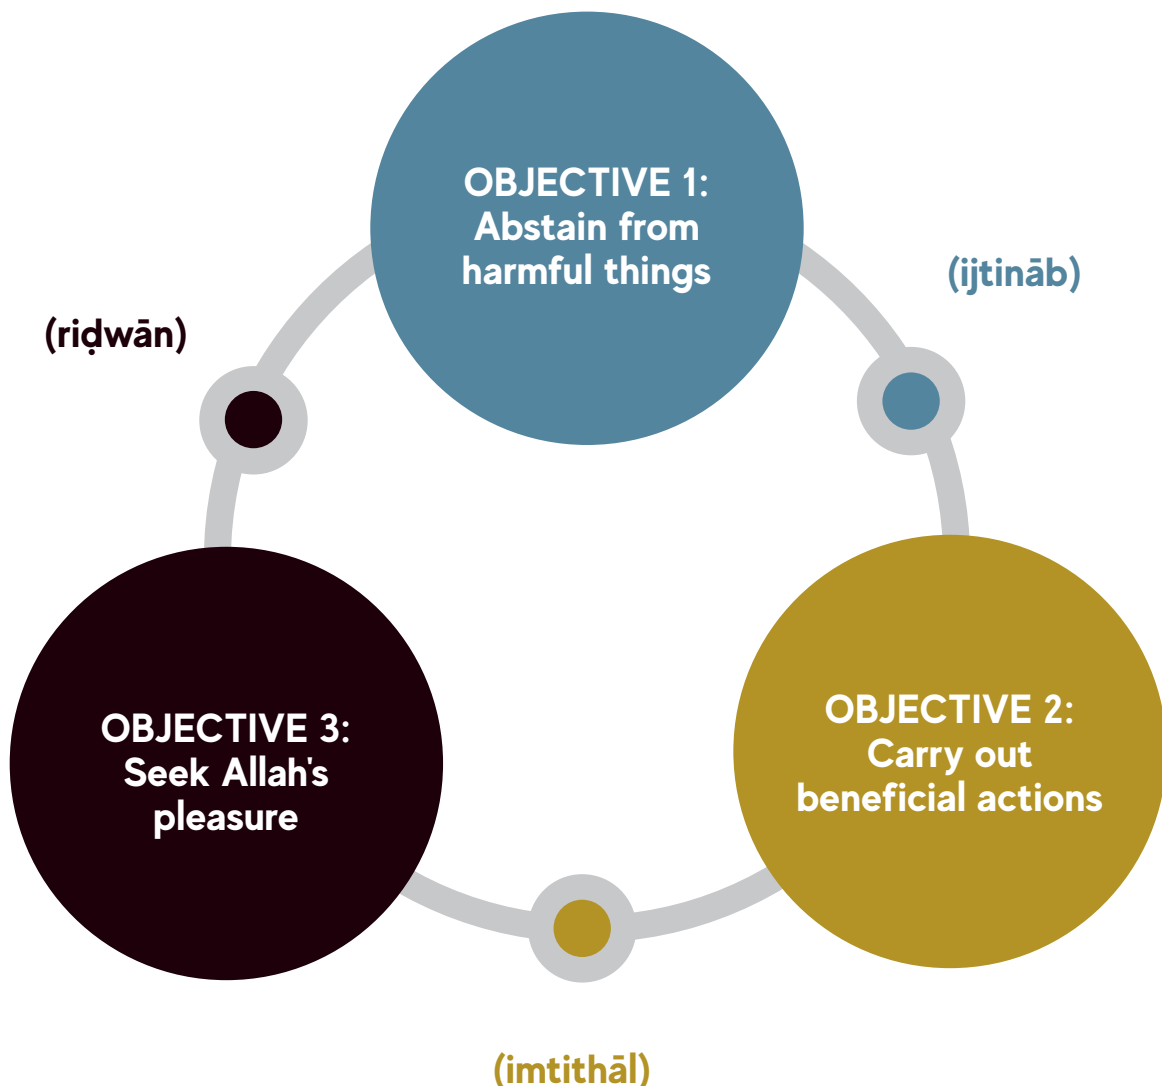 OBJECTIVE 1:
Abstain from
harmful things
(ijtināb)
(riḍwān)
OBJECTIVE 2:
Carry out
beneficial actions
OBJECTIVE 3:
Seek Allah's
pleasure
(imtithāl)